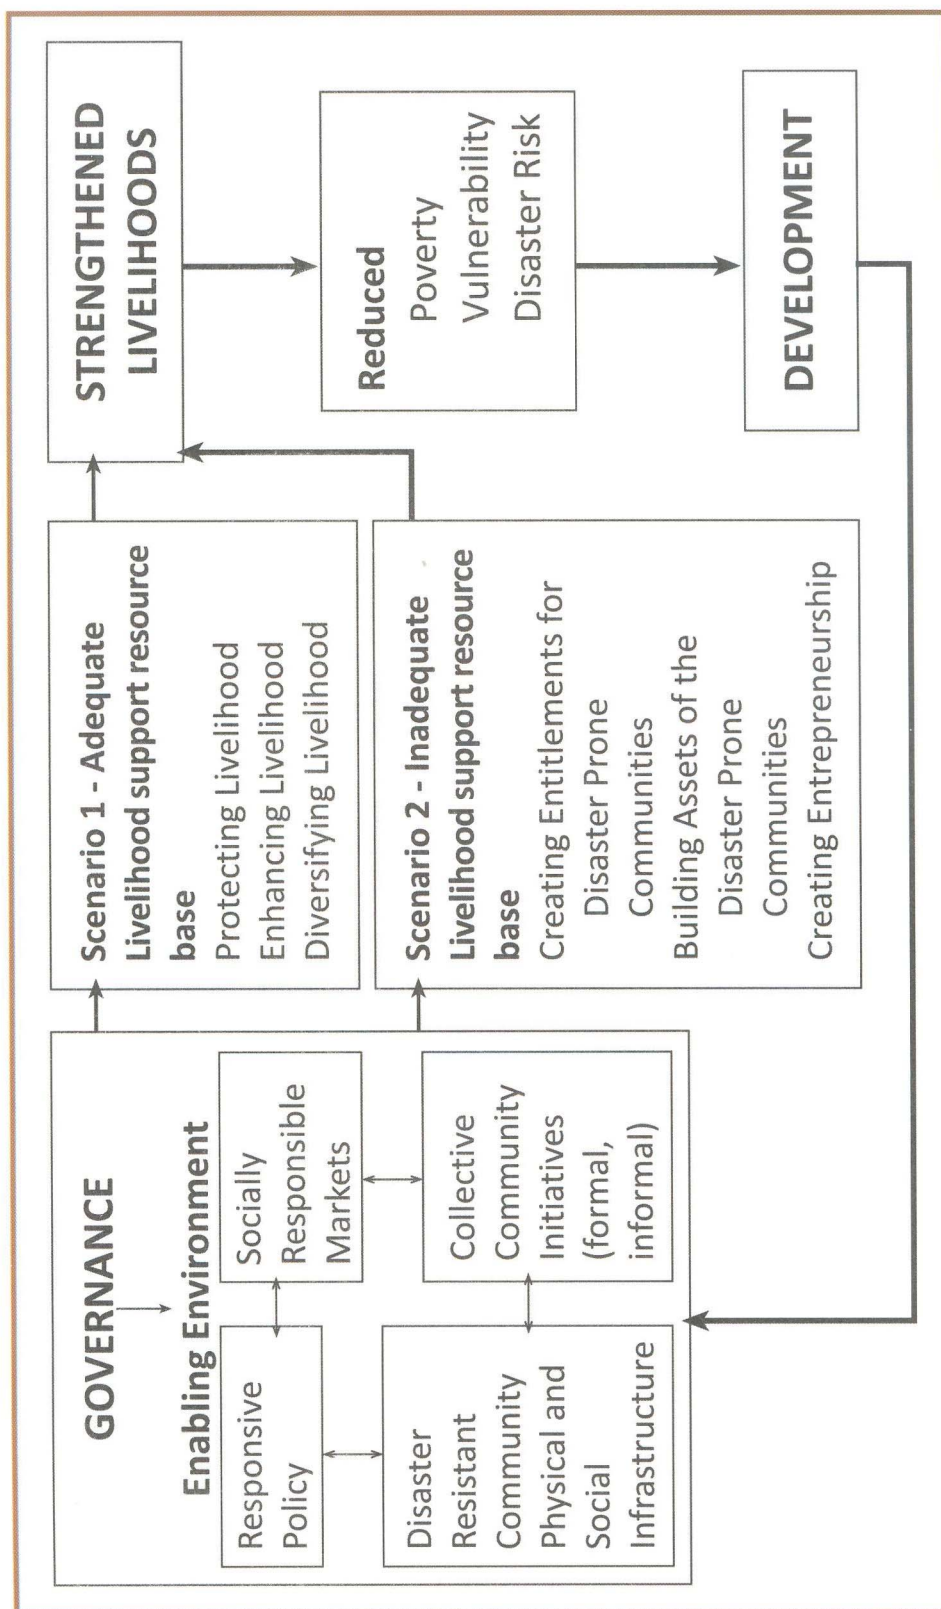 GOVERNANCE
Enabling Environment
Responsive
Policy
Socially
Responsible
Markets
Disaster
Resistant
Community
Physical and
Social
Infrastructure
Collective
Community
Initiatives
(formal,
informal)
Scenario 1 - Adequate
Livelihood support resource
base
Protecting Livelihood
Enhancing Livelihood
Diversifying Livelihood
Scenario 2 - Inadequate
Livelihood support resource
base
Creating Entitlements for
Disaster Prone
Communities
Building Assets of the
Disaster Prone
Communities
Creating Entrepreneurship
STRENGTHENED
LIVELIHOODS
Reduced
Poverty
Vulnerability
Disaster Risk
DEVELOPMENT